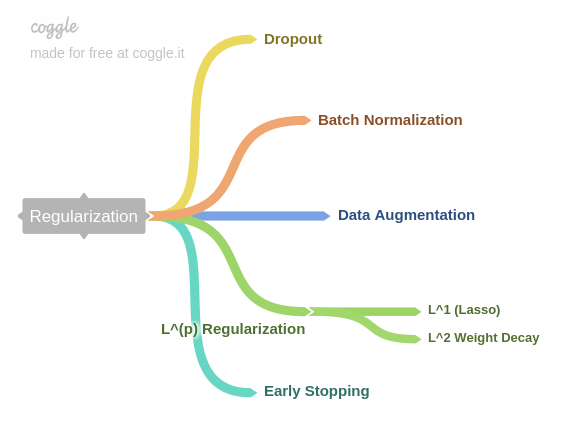 coggle
made for free at coggle.it
Dropout
Batch Normalization
Regularization
Data Augmentation
L^1 (Lasso)
L^(p) Regularization
L^2 Weight Decay
Early Stopping